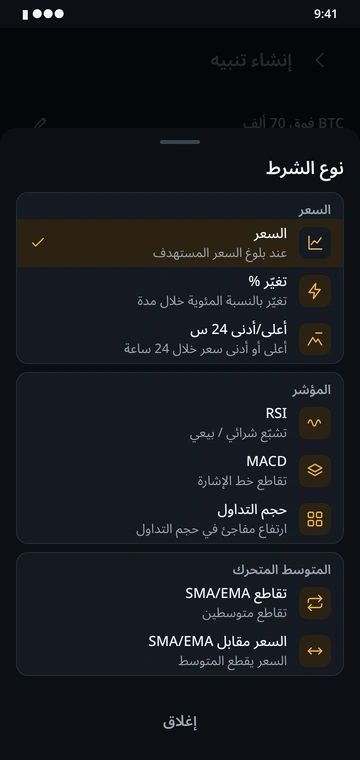 9:41
إنشاء تنبيه
BTC فوق 70 ألف
نوع الشرط
السعر
السعر
عند بلوغ السعر المستهدف
تغيّر %
تغيّر بالنسبة المئوية خلال مدة
أعلى/أدنى 24 س
أعلى أو أدنى سعر خلال 24 ساعة
المؤشر
RSI
تشبّع شرائي / بيعي
MACD
تقاطع خط الإشارة
حجم التداول
ارتفاع مفاجئ في حجم التداول
المتوسط المتحرك
تقاطع SMA/EMA
تقاطع متوسطين
السعر مقابل SMA/EMA
السعر يقطع المتوسط
إغلاق